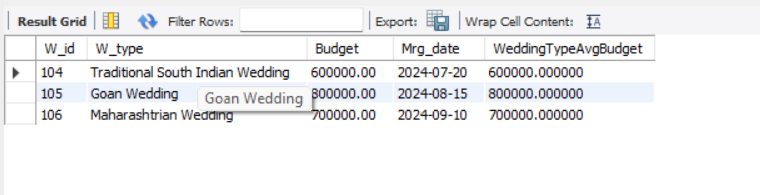 Result Grid Filter Rows: Export: Wrap Cell Content: IA
W_id W_type Budget Mrg_date WeddingTypeAvgBudget
104 Traditional South Indian Wedding 600000.00 2024-07-20 600000.000000
105 Goan Wedding 800000.00 2024-08-15 800000.000000
Goan Wedding
106 Maharashtrian Wedding 700000.00 2024-09-10 700000.000000